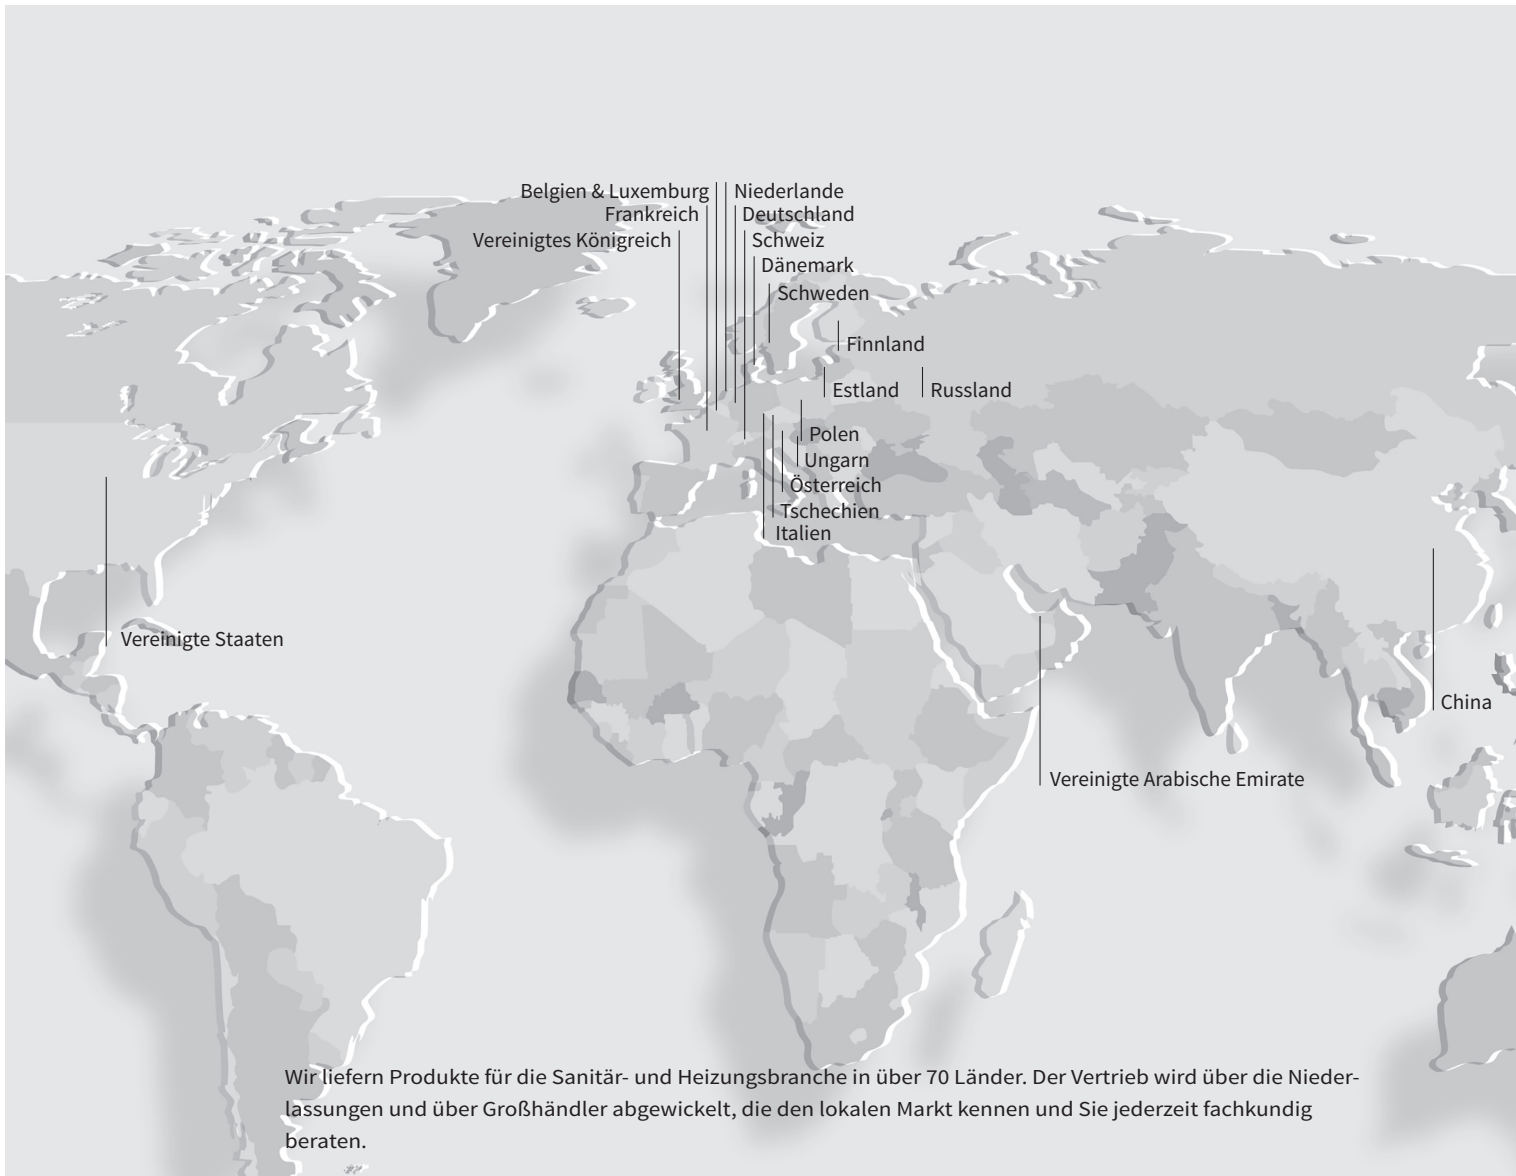 Belgien & Luxemburg
Niederlande
Frankreich
Deutschland
Vereinigtes Königreich
Schweiz
Dänemark
Schweden
Finnland
Estland
Russland
Polen
Ungarn
Österreich
Tschechien
Italien
Vereinigte Staaten
China
Vereinigte Arabische Emirate
Wir liefern Produkte für die Sanitär- und Heizungsbranche in über 70 Länder. Der Vertrieb wird über die Nieder-
lassungen und über Großhändler abgewickelt, die den lokalen Markt kennen und Sie jederzeit fachkundig
beraten.